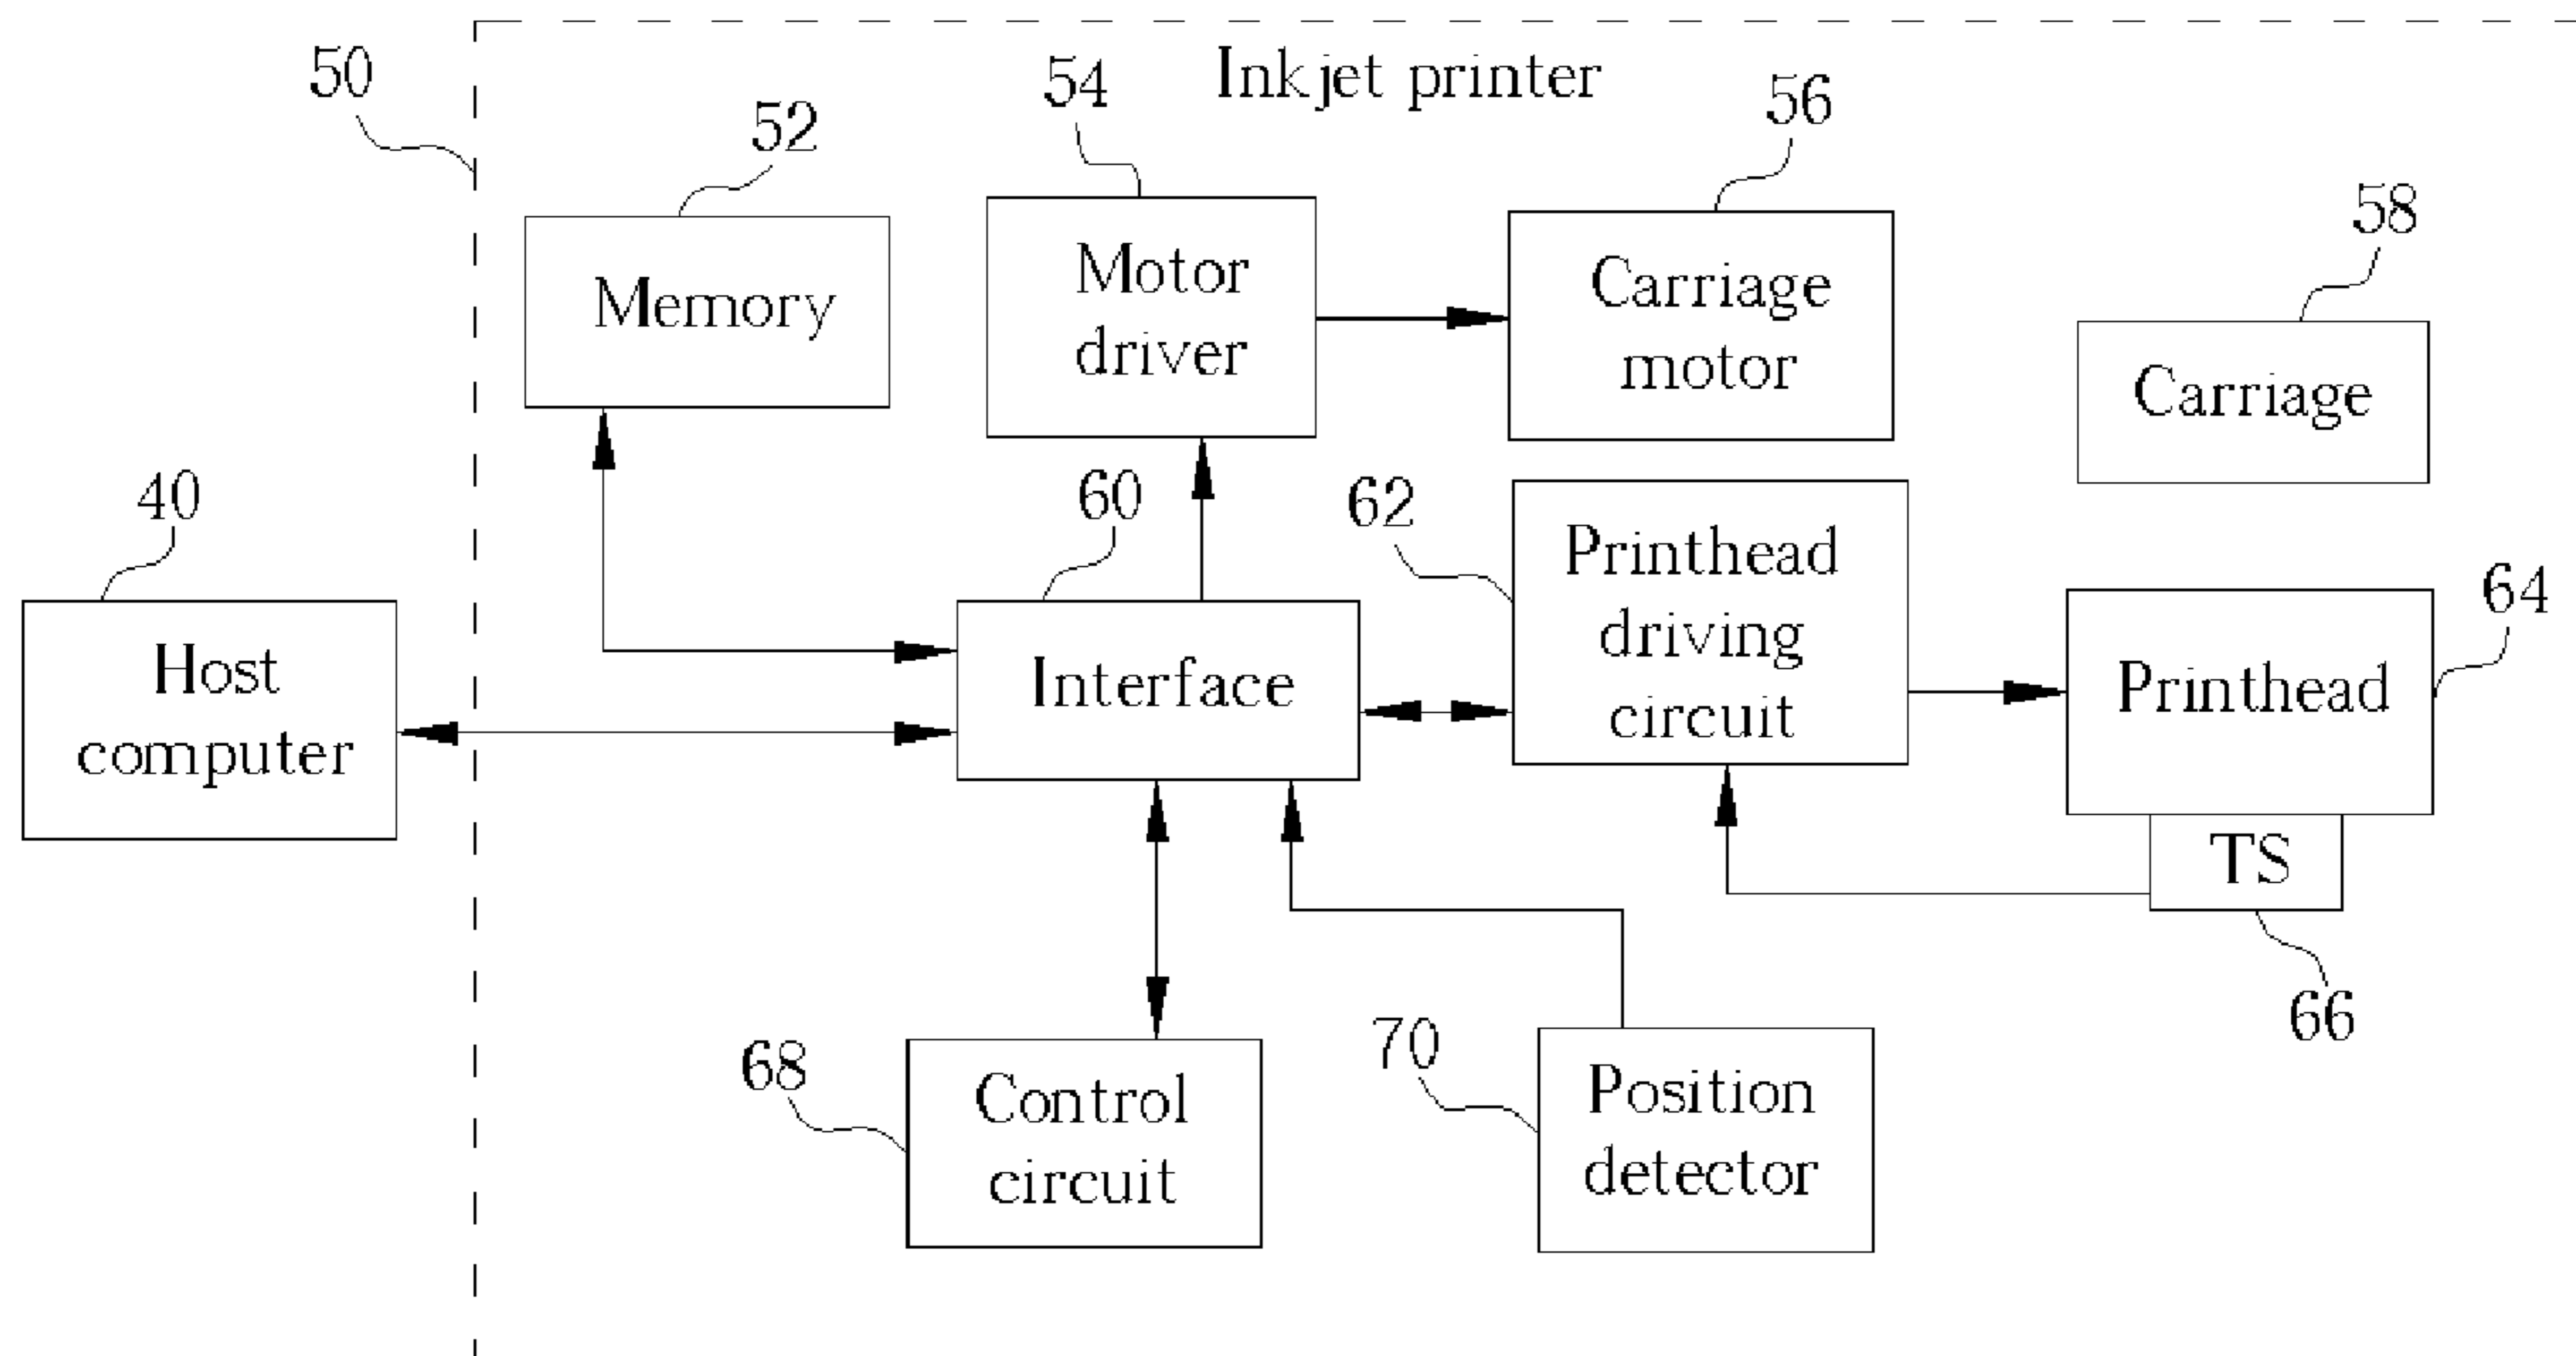 50
Inkjet printer
54
52
56
58
Memory
Motor
driver
Carriage
motor
Carriage
40
60
62
64
Host
computer
Interface
Printhead
driving
circuit
Printhead
TS
66
68
Control
circuit
70
Position
detector